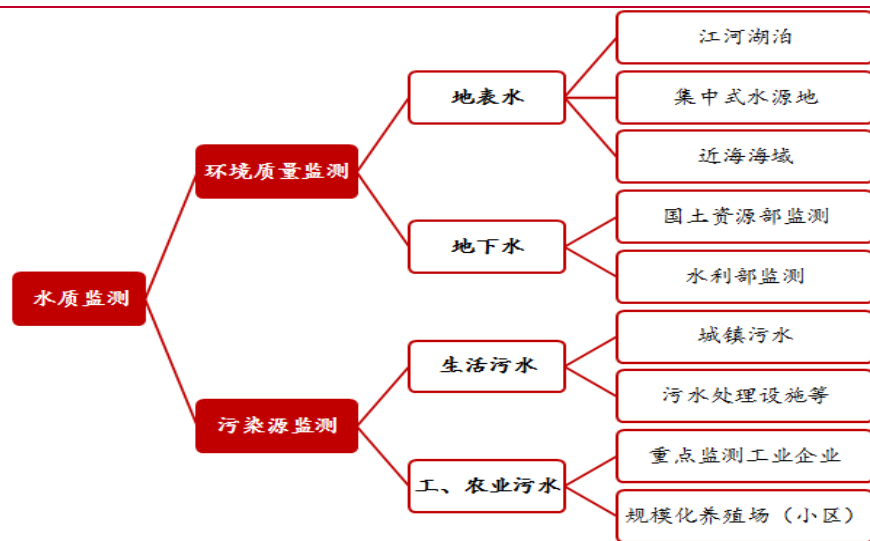 江河湖泊
地表水
集中式水源地
近海海域
环境质量监测
国土资源部监测
地下水
水利部监测
水质监测
城镇污水
生活污水
污水处理设施等
污染源监测
重点监测工业企业
工、农业污水
规模化养殖场（小区）